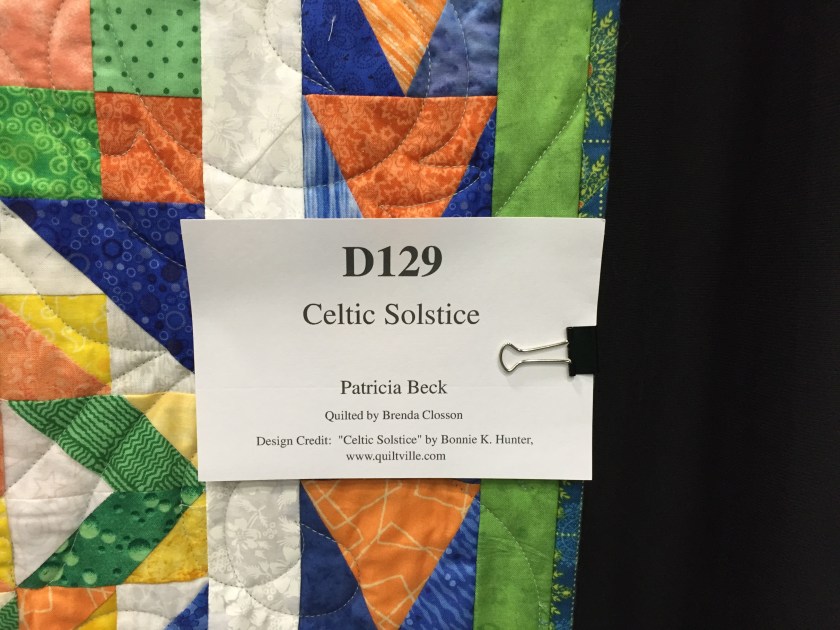 D129
Celtic Solstice
Patricia Beck
Quilted by Brenda Closson
Design Credit:  "Celtic Solstice" by Bonnie K. Hunter,
www.quiltville.com